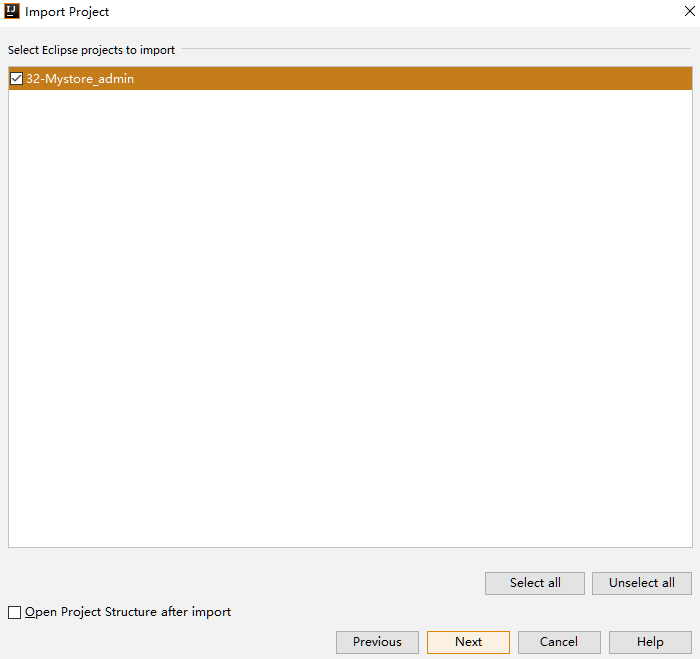 IJ
Import Project
Select Eclipse projects to import
32-Mystore_admin
Select all
Unselect all
Open Project Structure after import
Previous
Next
Cancel
Help